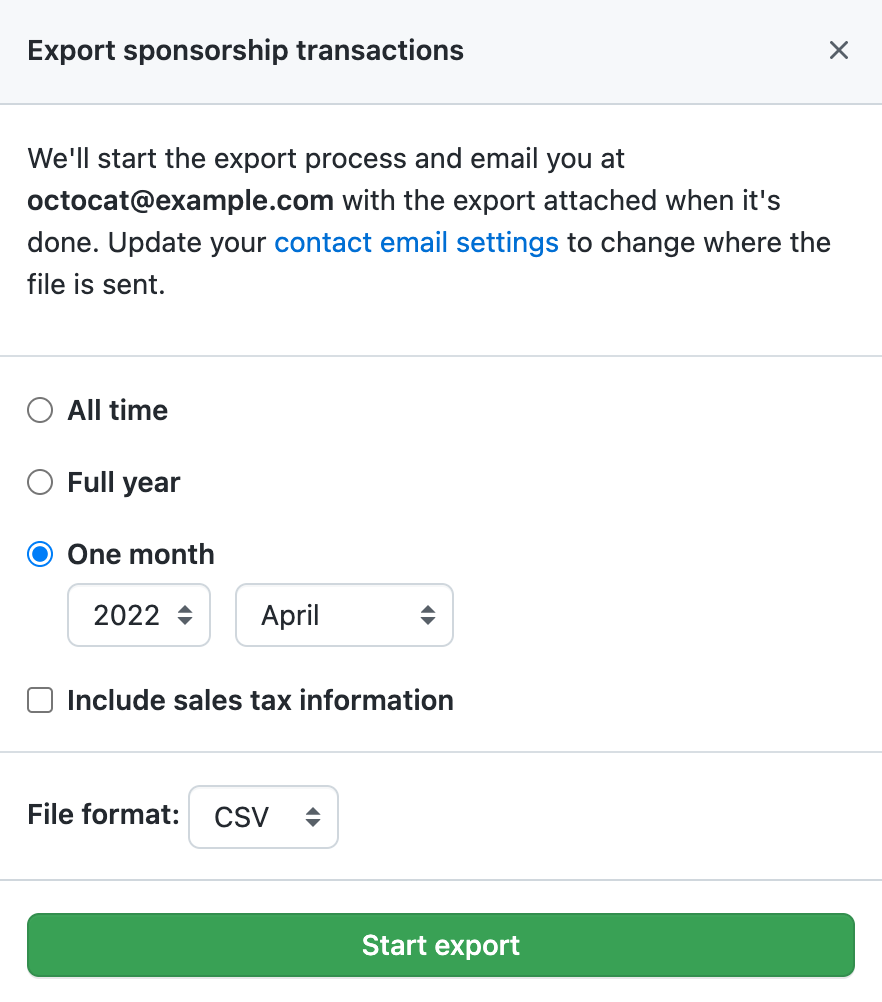 Export sponsorship transactions
We'll start the export process and email you at
octocat@example.com with the export attached when it's
done. Update your contact email settings to change where the
file is sent.
All time
Full year
One month
2022 April
Include sales tax information
File format: CSV
Start export